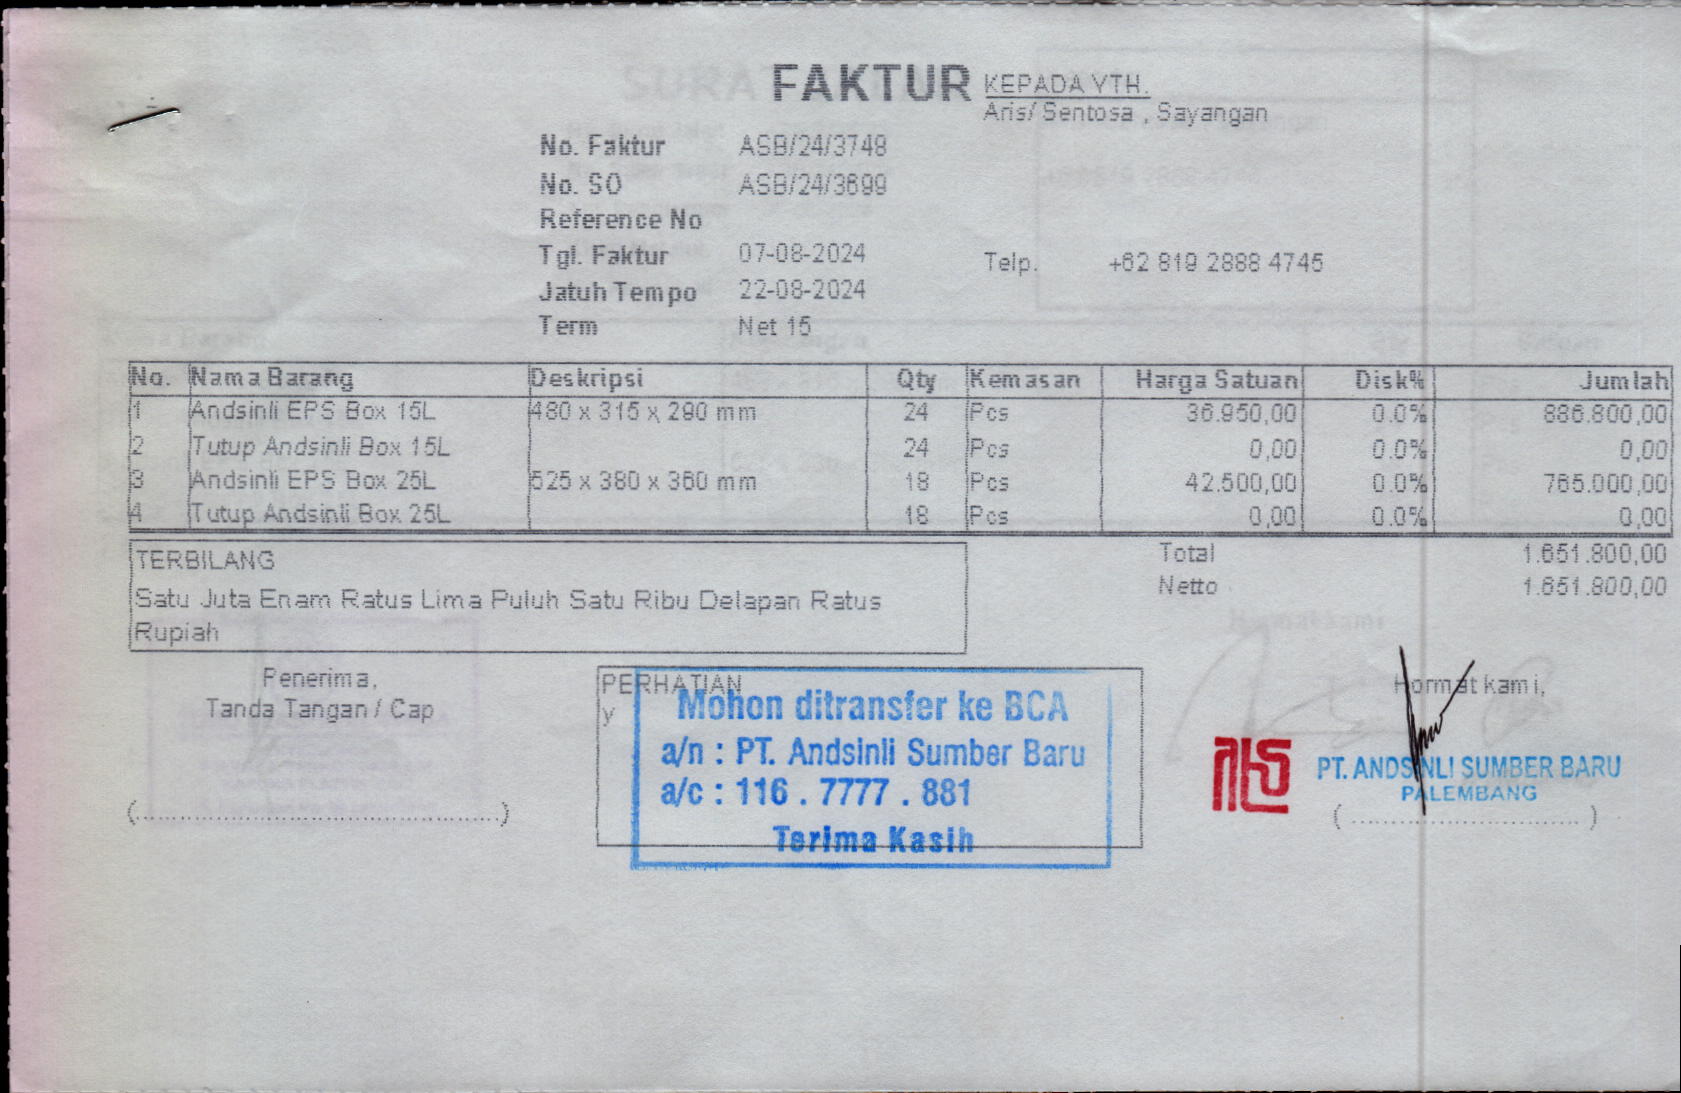 FAKTUR
KEPADA YTH.
Aris/ Sentosa , Sayangan
No. Faktur ASB/24/3748
No. SO ASB/24/3699
Reference No
Tgl. Faktur 07-08-2024
Telp. +62 819 2888 4745
Jatuh Tempo 22-08-2024
Term Net 15
No. Nama Barang Deskripsi Qty Kemasan Harga Satuan Disk% Jumlah
1 Andsinli EPS Box 15L 480 x 315 x 290 mm 24 Pcs 36.950,00 0.0% 886.800,00
2 Tutup Andsinli Box 15L 24 Pcs 0,00 0.0% 0,00
3 Andsinli EPS Box 25L 525 x 380 x 360 mm 18 Pcs 42.500,00 0.0% 765.000,00
4 Tutup Andsinli Box 25L 18 Pcs 0,00 0.0% 0,00
TERBILANG
Satu Juta Enam Ratus Lima Puluh Satu Ribu Delapan Ratus
Rupiah
Total 1.651.800,00
Netto 1.651.800,00
Penerima,
Tanda Tangan / Cap
(....................)
PERHATIAN
y
Mohon ditransfer ke BCA
a/n : PT. Andsinli Sumber Baru
a/c : 116 . 7777 . 881
Terima Kasih
Hormat kami,
PT. ANDSINLI SUMBER BARU
PALEMBANG
(....................)